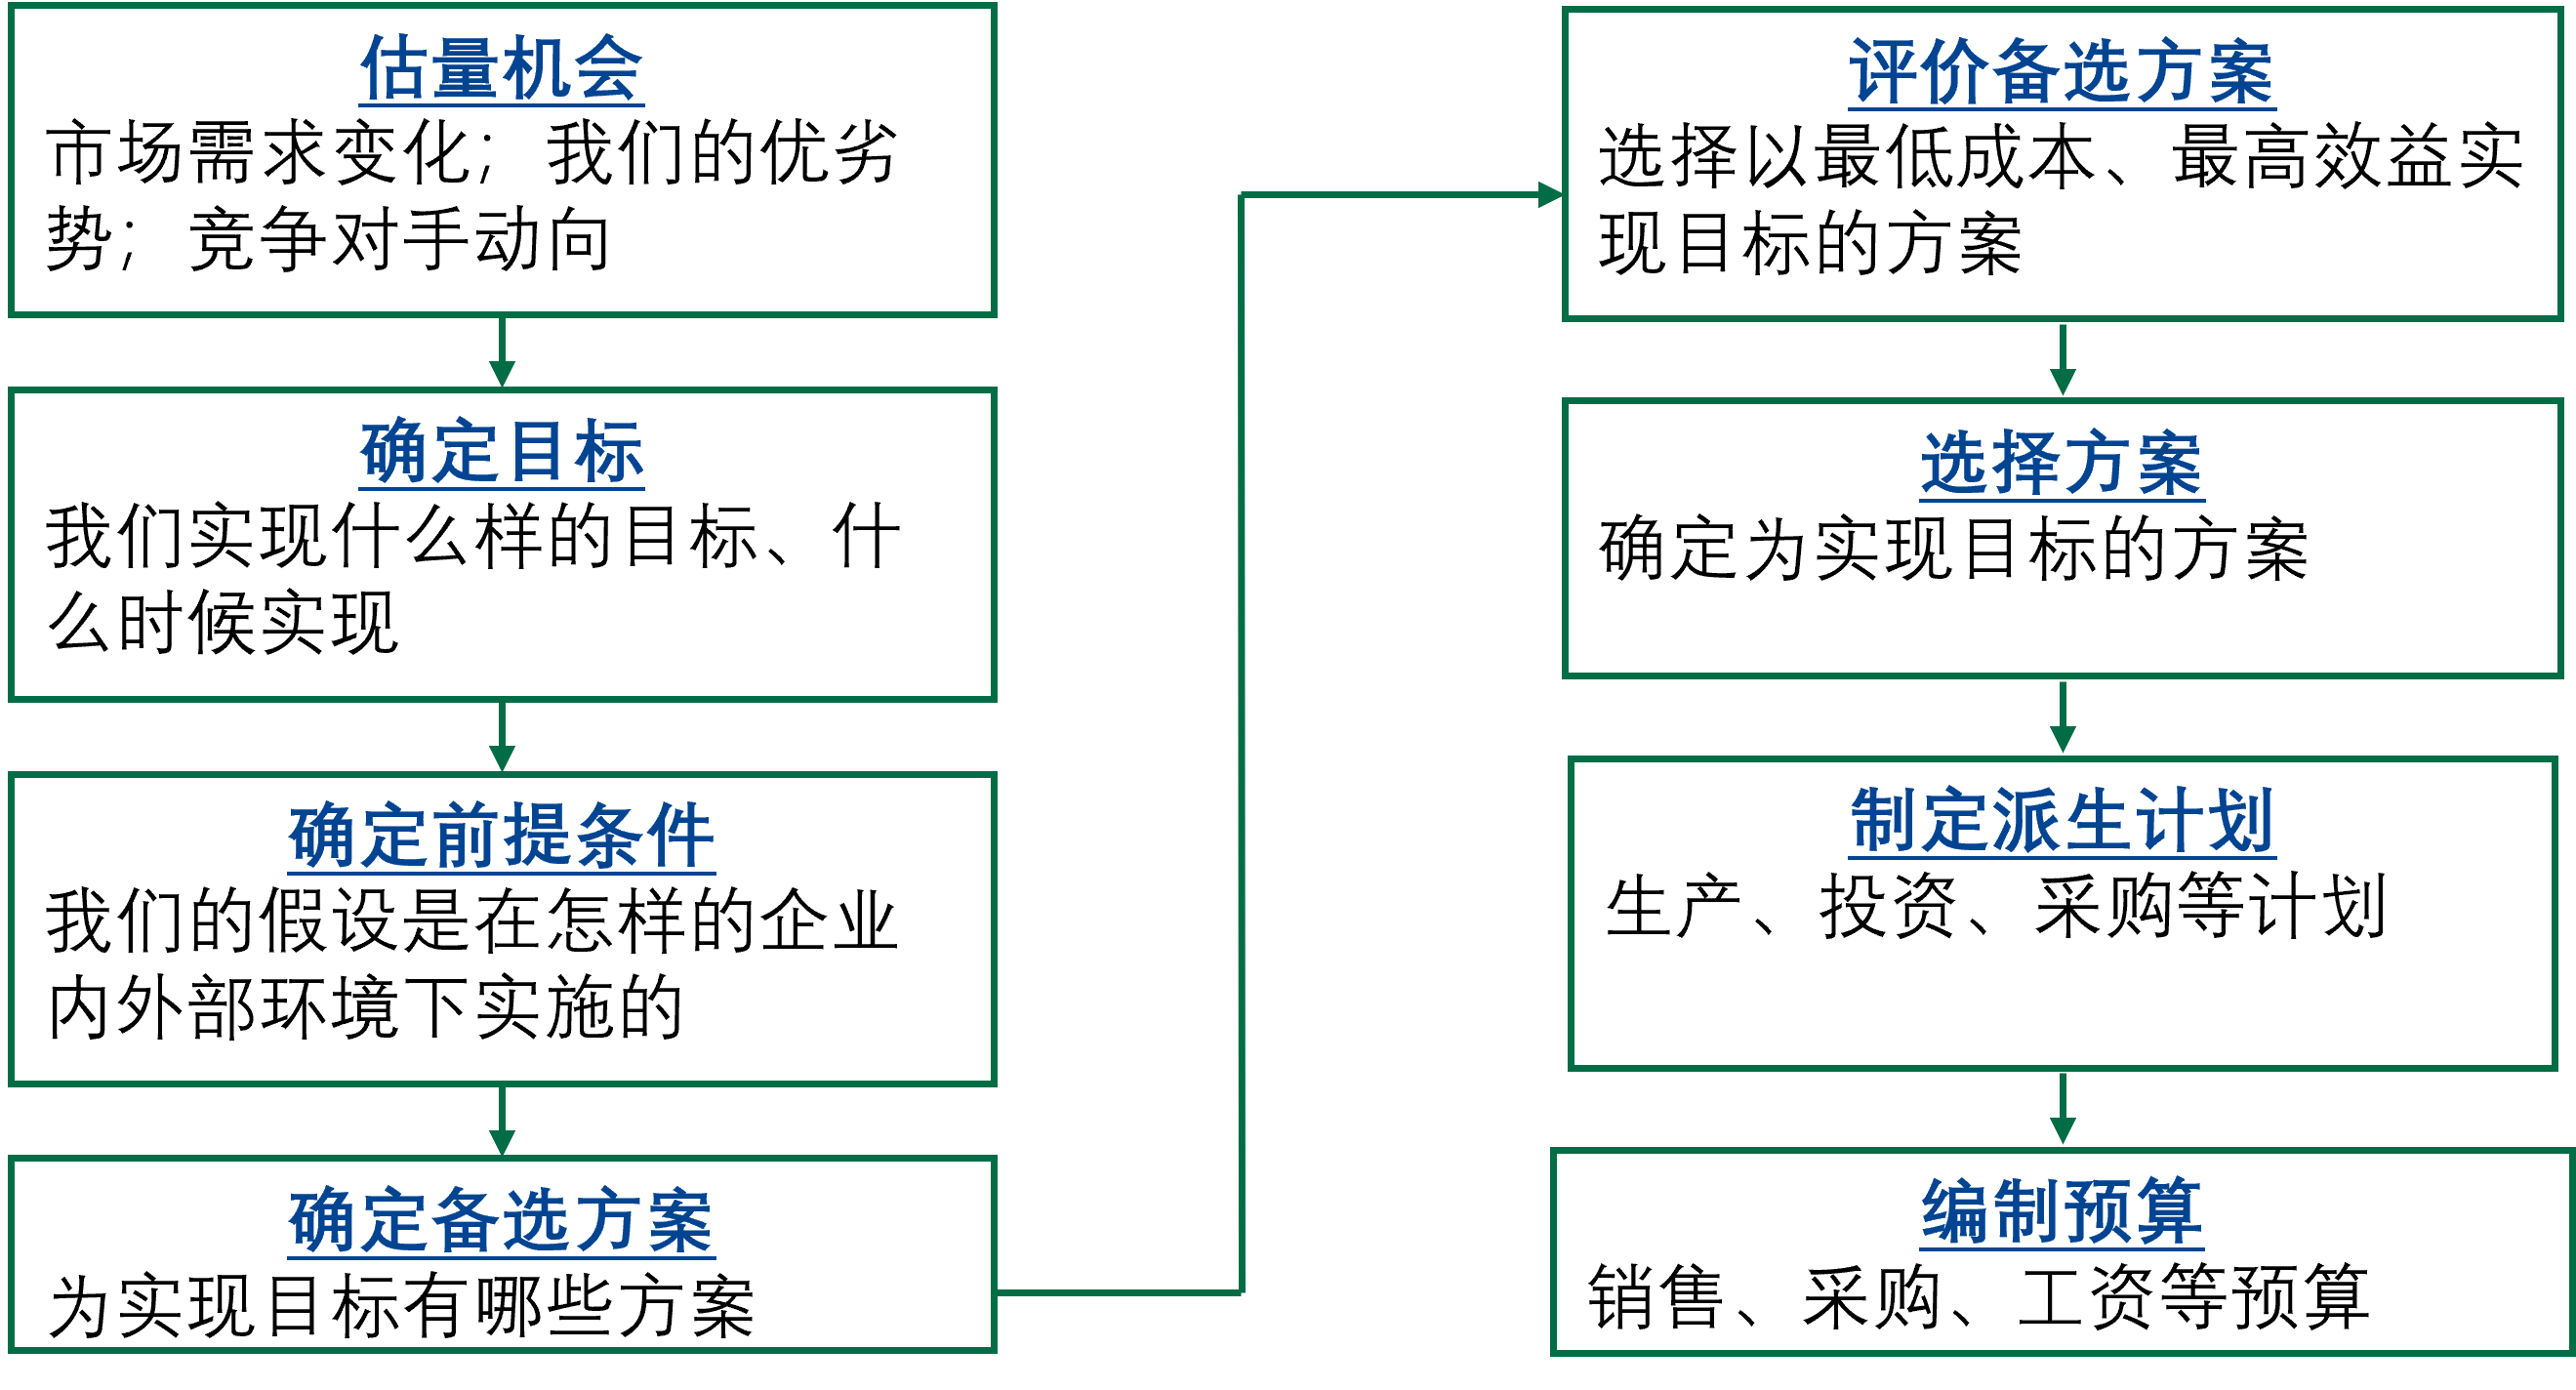 估量机会
市场需求变化；我们的优劣
势；竞争对手动向
确定目标
我们实现什么样的目标、什
么时候实现
确定前提条件
我们的假设是在怎样的企业
内外部环境下实施的
确定备选方案
为实现目标有哪些方案
评价备选方案
选择以最低成本、最高效益实
现目标的方案
选择方案
确定为实现目标的方案
制定派生计划
生产、投资、采购等计划
编制预算
销售、采购、工资等预算